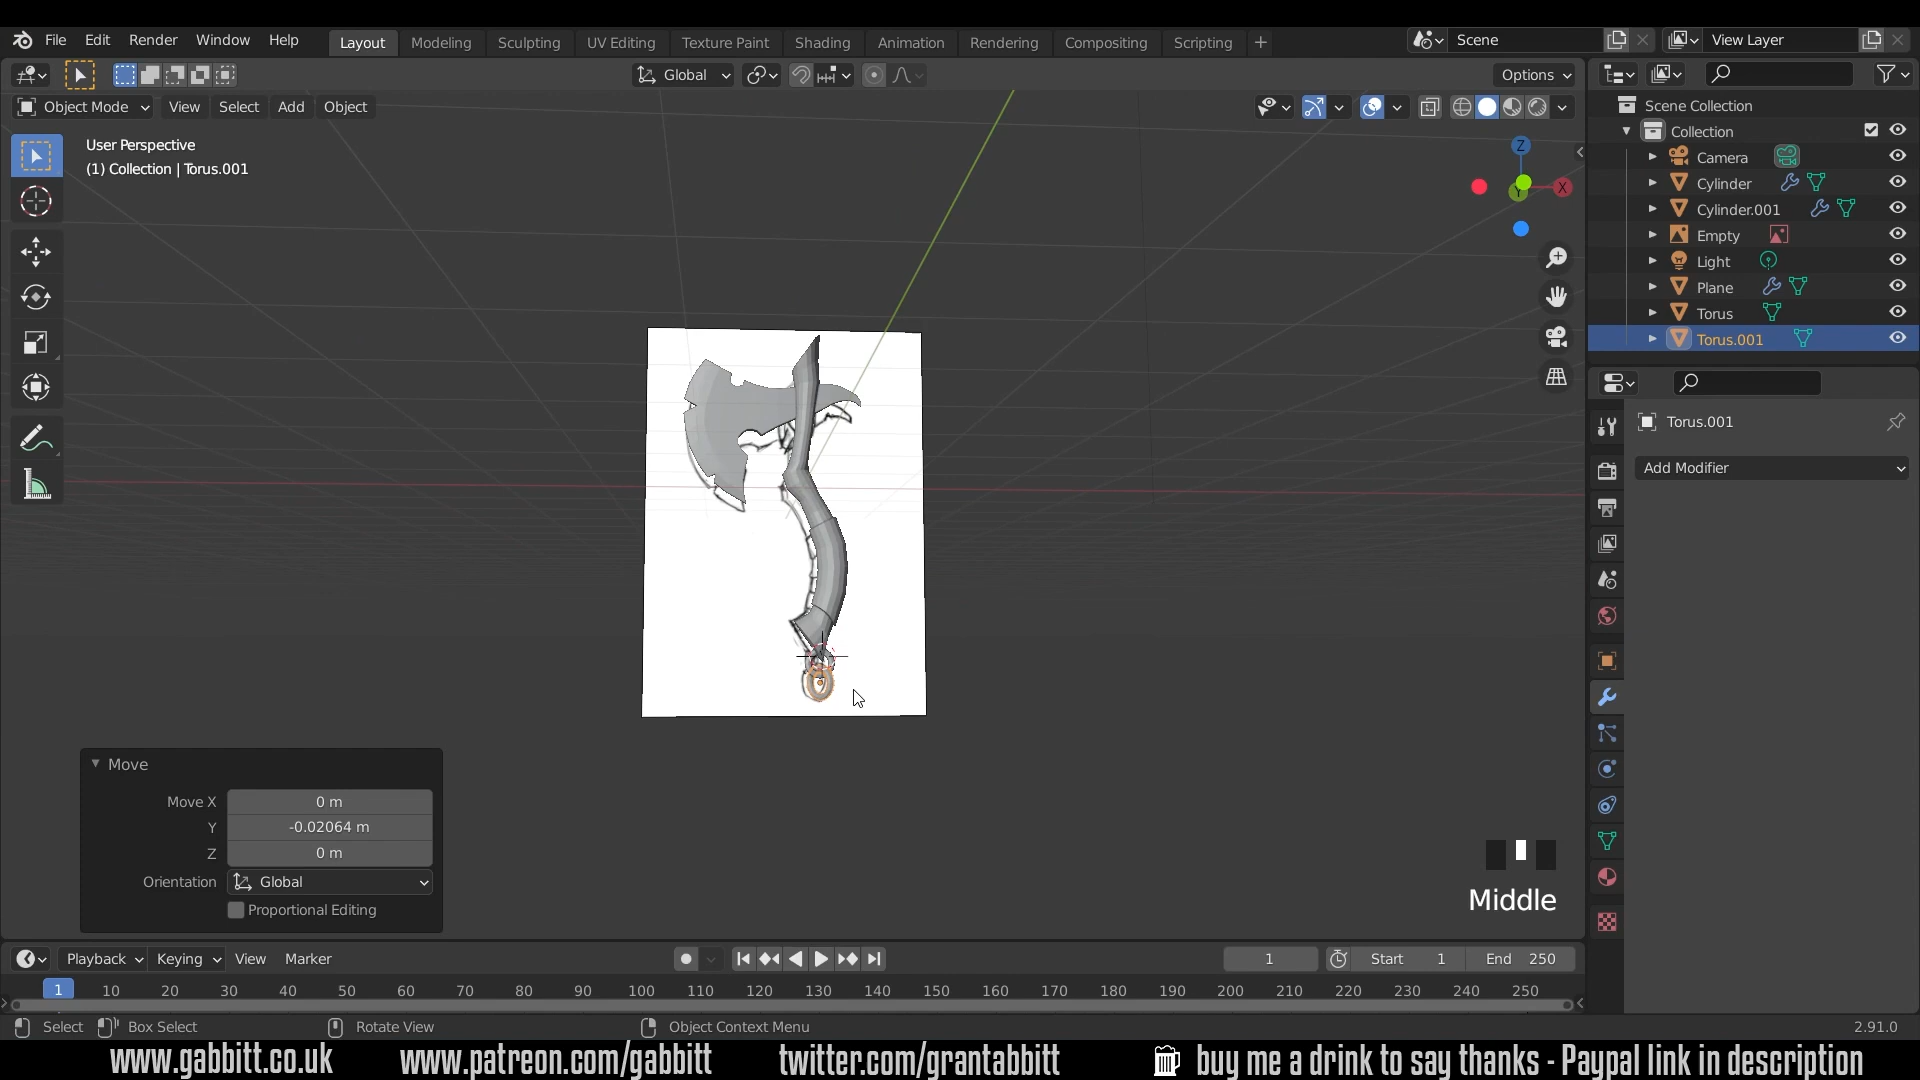 File Edit Render Window Help Layout Modeling Sculpting UV Editing Texture Paint Shading Animation Rendering Compositing Scripting Scene View Layer
Global Options
Object Mode View Select Add Object
User Perspective
(1) Collection | Torus.001
Z
X
Y
Scene Collection
Collection
Camera
Cylinder
Cylinder.001
Empty
Light
Plane
Torus
Torus.001
Torus.001
Add Modifier
Move
Move X 0 m
Y -0.02064 m
Z 0 m
Orientation Global
Proportional Editing
Middle
Playback Keying View Marker 1 Start 1 End 250
1 10 20 30 40 50 60 70 80 90 100 110 120 130 140 150 160 170 180 190 200 210 220 230 240 250
Select Box Select Rotate View Object Context Menu 2.91.0
www.gabbitt.co.uk www.patreon.com/gabbitt twitter.com/grantabbitt buy me a drink to say thanks - Paypal link in description